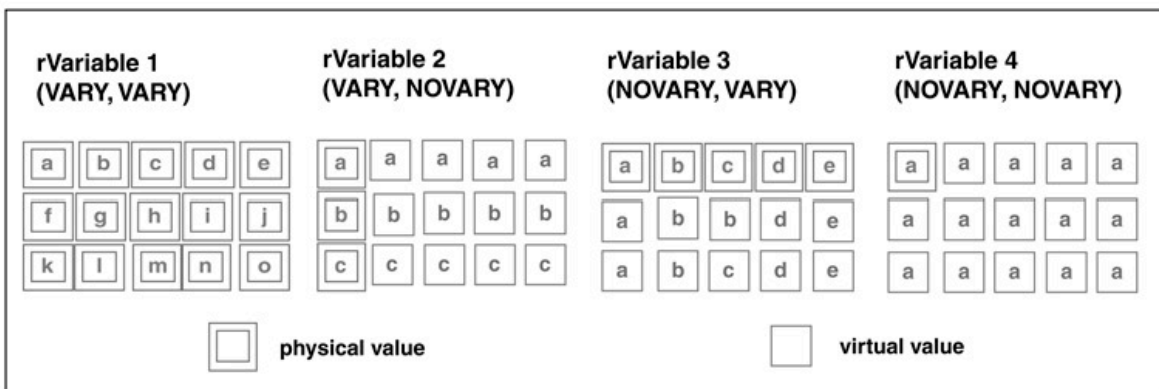 rVariable 1
(VARY, VARY)
rVariable 2
(VARY, NOVARY)
rVariable 3
(NOVARY, VARY)
rVariable 4
(NOVARY, NOVARY)
a b c d e
f g h i j
k l m n o
a a a a a
b b b b b
c c c c c
a b c d e
a b b d e
a b c d e
a a a a a
a a a a a
a a a a a
physical value
virtual value